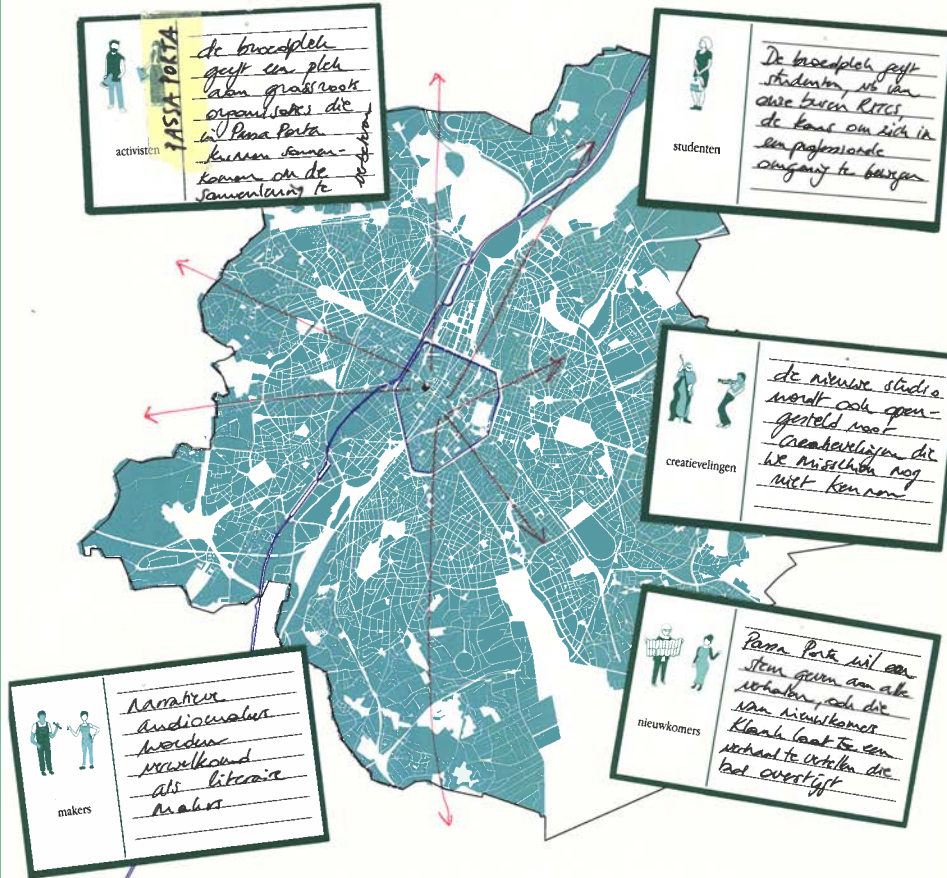 PASSA PORTA
activisten
de broedplek
geeft een plek
aan grassroots
organisaties die
in Passa Porta
kunnen samen-
komen om de
samenleving te
studenten
De broedplek geeft
studenten, vb van
onze buren RITCS,
de kans om zich in
een professionele
omgeving te bewegen
creatievelingen
de nieuwe studio
wordt ook open-
gesteld voor
creatievelingen die
we misschien nog
niet kennen
nieuwkomers
Passa Porta wil een
stem geven aan alle
verhalen, ook die
van nieuwkomers
Klank laat toe een
verhaal te vertellen die
taal overstijgt
makers
narratieve
audiomakers
worden
verwelkomd
als literaire
makers